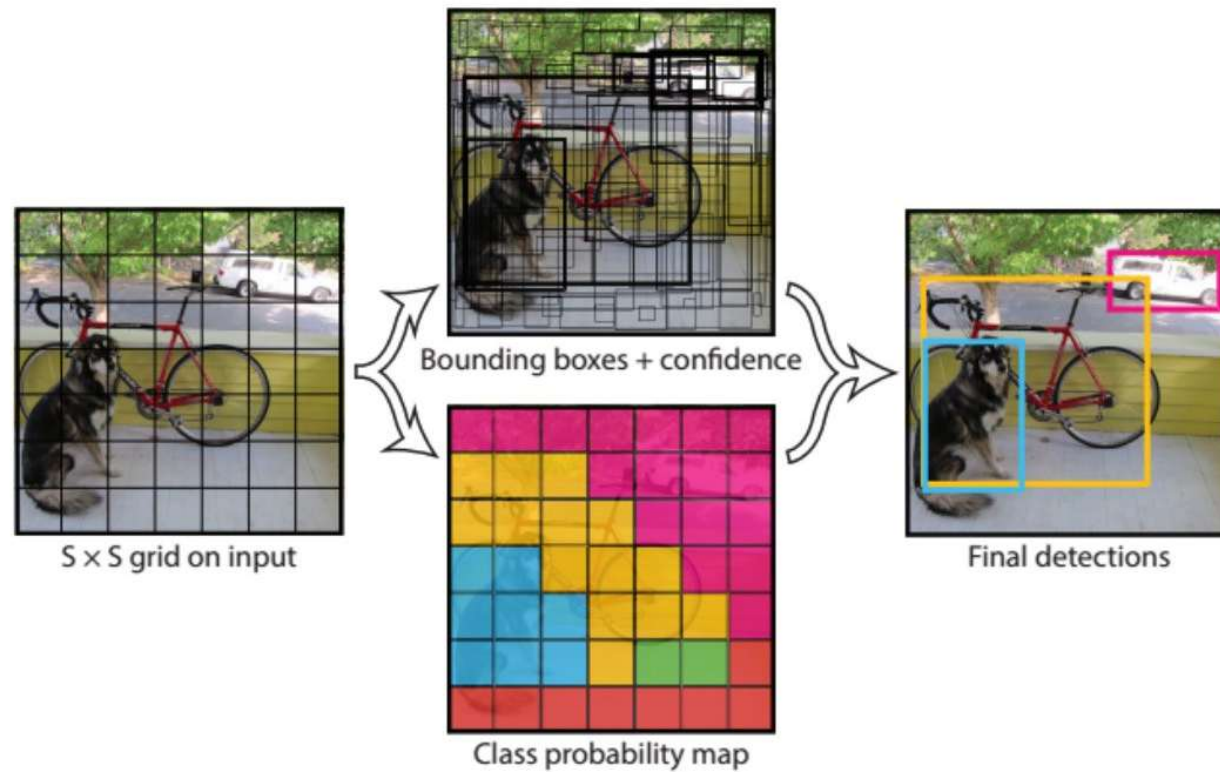 Bounding boxes + confidence
S × S grid on input
Final detections
Class probability map